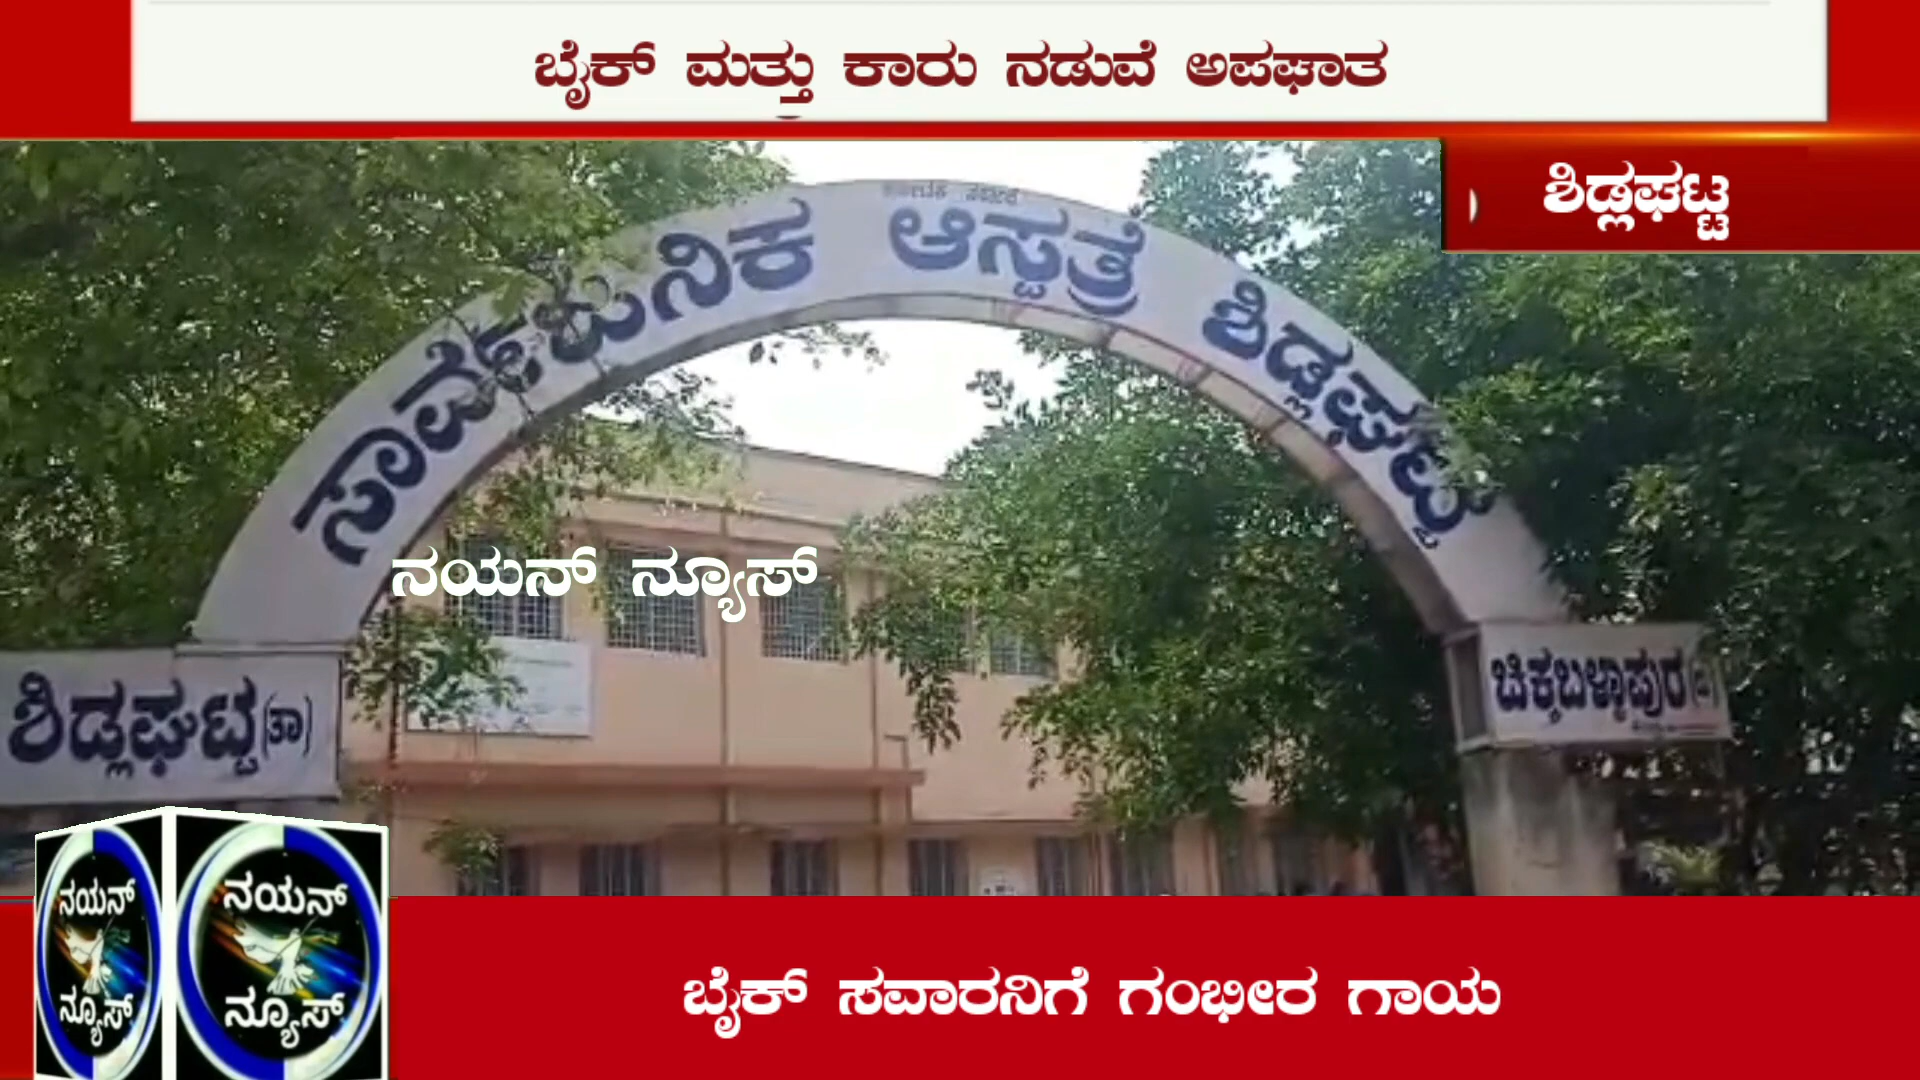 ಬೈಕ್ ಮತ್ತು ಕಾರು ನಡುವೆ ಅಪಘಾತ
ಶಿಡ್ಲಘಟ್ಟ
ಸಾರ್ವಜನಿಕ ಆಸ್ಪತ್ರೆ ಶಿಡ್ಲಘಟ್ಟ
ನಯನ್ ನ್ಯೂಸ್
ಶಿಡ್ಲಘಟ್ಟ(ತಾ)
ಚಿಕ್ಕಬಳ್ಳಾಪುರ
ನಯನ್ ನ್ಯೂಸ್
ನಯನ್ ನ್ಯೂಸ್
ಬೈಕ್ ಸವಾರನಿಗೆ ಗಂಭೀರ ಗಾಯ